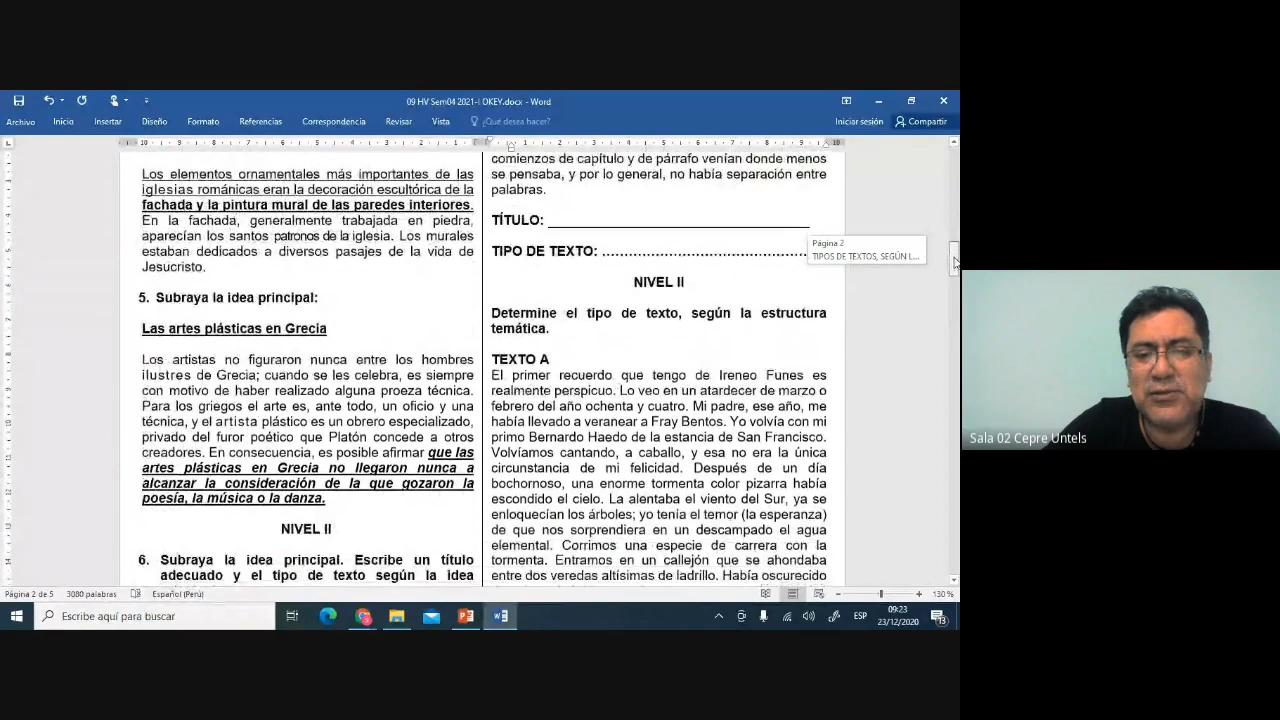 09 HV Sem04 2021-I OKEY.docx - Word
Archivo Inicio Insertar Diseño Formato Referencias Correspondencia Revisar Vista ¿Qué desea hacer? Iniciar sesión Compartir
Los elementos ornamentales más importantes de las
iglesias románicas eran la decoración escultórica de la
fachada y la pintura mural de las paredes interiores.
En la fachada, generalmente trabajada en piedra,
aparecían los santos patronos de la iglesia. Los murales
estaban dedicados a diversos pasajes de la vida de
Jesucristo.
5. Subraya la idea principal:
Las artes plásticas en Grecia
Los artistas no figuraron nunca entre los hombres
ilustres de Grecia; cuando se les celebra, es siempre
con motivo de haber realizado alguna proeza técnica.
Para los griegos el arte es, ante todo, un oficio y una
técnica, y el artista plástico es un obrero especializado,
privado del furor poético que Platón concede a otros
creadores. En consecuencia, es posible afirmar que las
artes plásticas en Grecia no llegaron nunca a
alcanzar la consideración de la que gozaron la
poesía, la música o la danza.
NIVEL II
6. Subraya la idea principal. Escribe un título
adecuado y el tipo de texto según la idea
comienzos de capítulo y de párrafo venían donde menos
se pensaba, y por lo general, no había separación entre
palabras.
TÍTULO: ______________________________
TIPO DE TEXTO: ..........................................
Página 2
TIPOS DE TEXTOS, SEGÚN L...
NIVEL II
Determine el tipo de texto, según la estructura
temática.
TEXTO A
El primer recuerdo que tengo de Ireneo Funes es
realmente perspicuo. Lo veo en un atardecer de marzo o
febrero del año ochenta y cuatro. Mi padre, ese año, me
había llevado a veranear a Fray Bentos. Yo volvía con mi
primo Bernardo Haedo de la estancia de San Francisco.
Volvíamos cantando, a caballo, y esa no era la única
circunstancia de mi felicidad. Después de un día
bochornoso, una enorme tormenta color pizarra había
escondido el cielo. La alentaba el viento del Sur, ya se
enloquecían los árboles; yo tenía el temor (la esperanza)
de que nos sorprendiera en un descampado el agua
elemental. Corrimos una especie de carrera con la
tormenta. Entramos en un callejón que se ahondaba
entre dos veredas altísimas de ladrillo. Había oscurecido
Sala 02 Cepre Untels
Página 2 de 5 3080 palabras Español (Perú) 130 %
Escribe aquí para buscar
ESP
09:23
23/12/2020
13